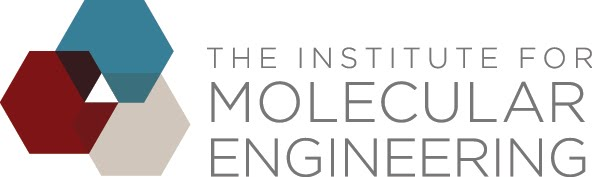 THE INSTITUTE FOR
MOLECULAR
ENGINEERING